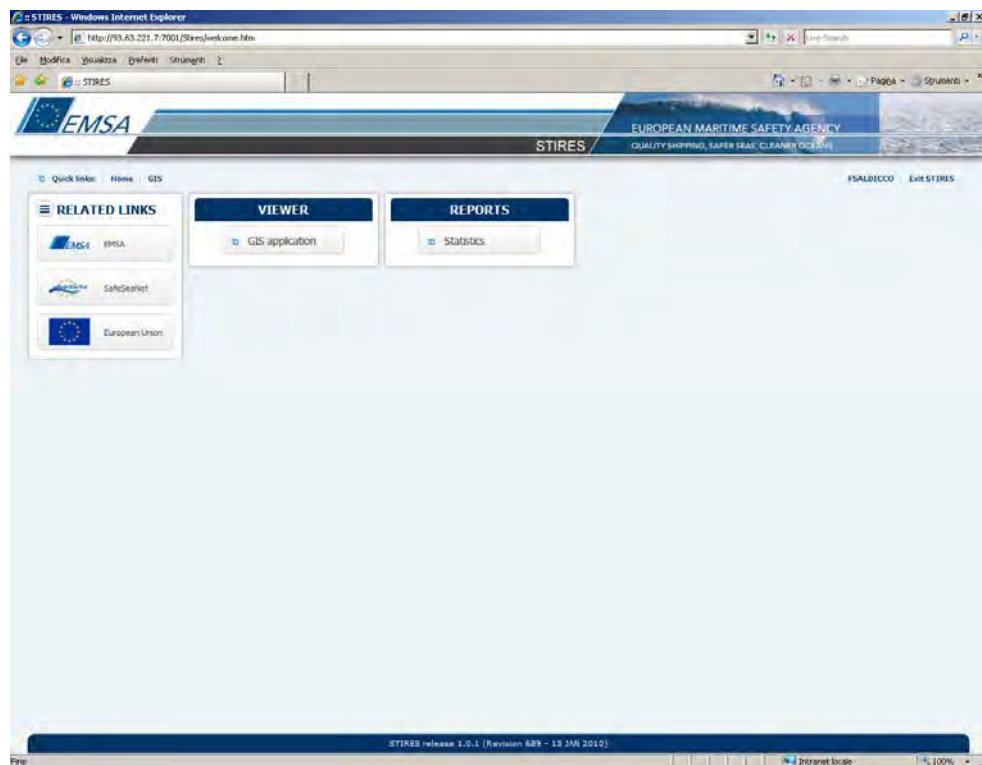 :: STIRES - Windows Internet Explorer
http://93.63.221.7:7001/Stires/welcome.htm
Live Search
File Modifica Visualizza Preferiti Strumenti ?
:: STIRES
Pagina Strumenti
EMSA
EUROPEAN MARITIME SAFETY AGENCY
STIRES
QUALITY SHIPPING, SAFER SEAS, CLEANER OCEANS
Quick links: Home GIS
FSALDICCO Exit STIRES
RELATED LINKS
VIEWER
REPORTS
EMSA EMSA
GIS application
Statistics
SafeSeaNet
European Union
STIRES release 1.0.1 (Revision 689 - 13 JAN 2010)
Fine
Intranet locale
100%